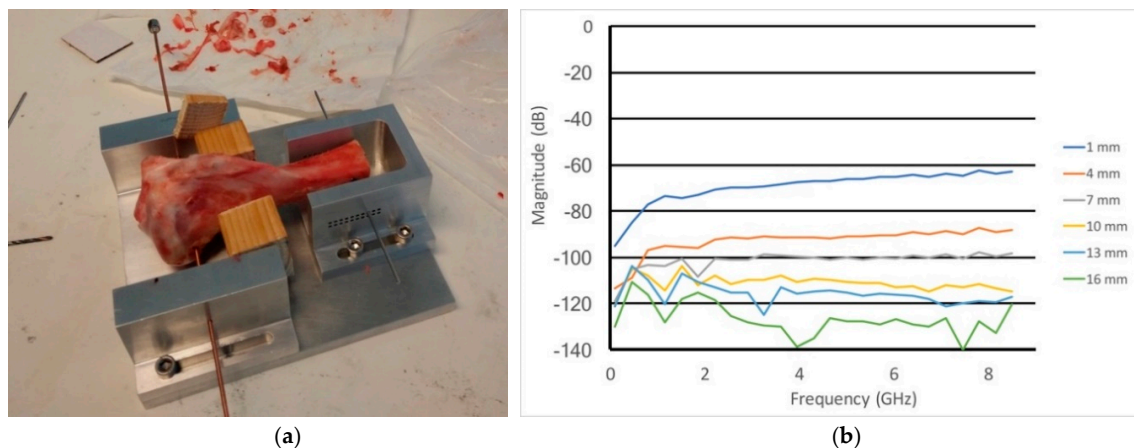 0
-20
-40
-60
-80
-100
-120
-140
Magnitude (dB)
0 2 4 6 8
Frequency (GHz)
1 mm
4 mm
7 mm
10 mm
13 mm
16 mm
(a) (b)